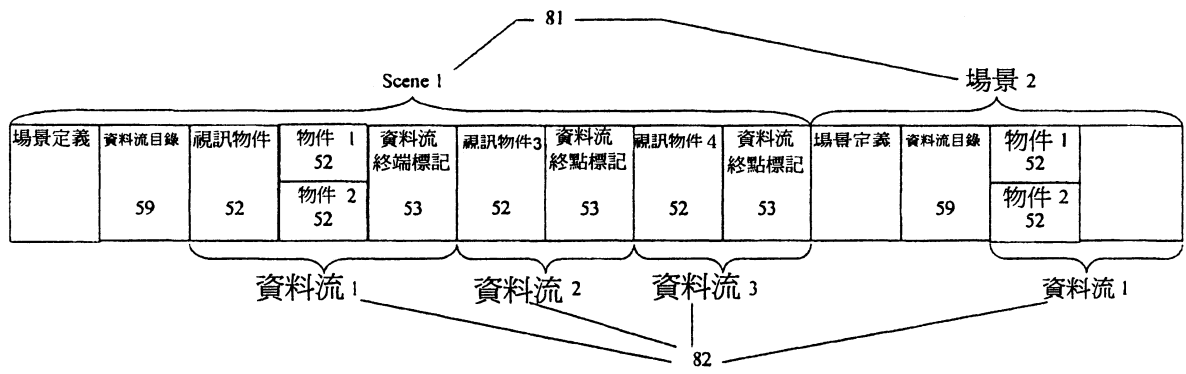 81
Scene 1
場景 2
場景定義
資料流目錄
59
視訊物件
52
物件 1
52
物件 2
52
資料流
終端標記
53
視訊物件3
52
資料流
終點標記
53
視訊物件 4
52
資料流
終點標記
53
場景定義
資料流目錄
59
物件 1
52
物件 2
52
資料流 1
資料流 2
資料流 3
資料流 1
82